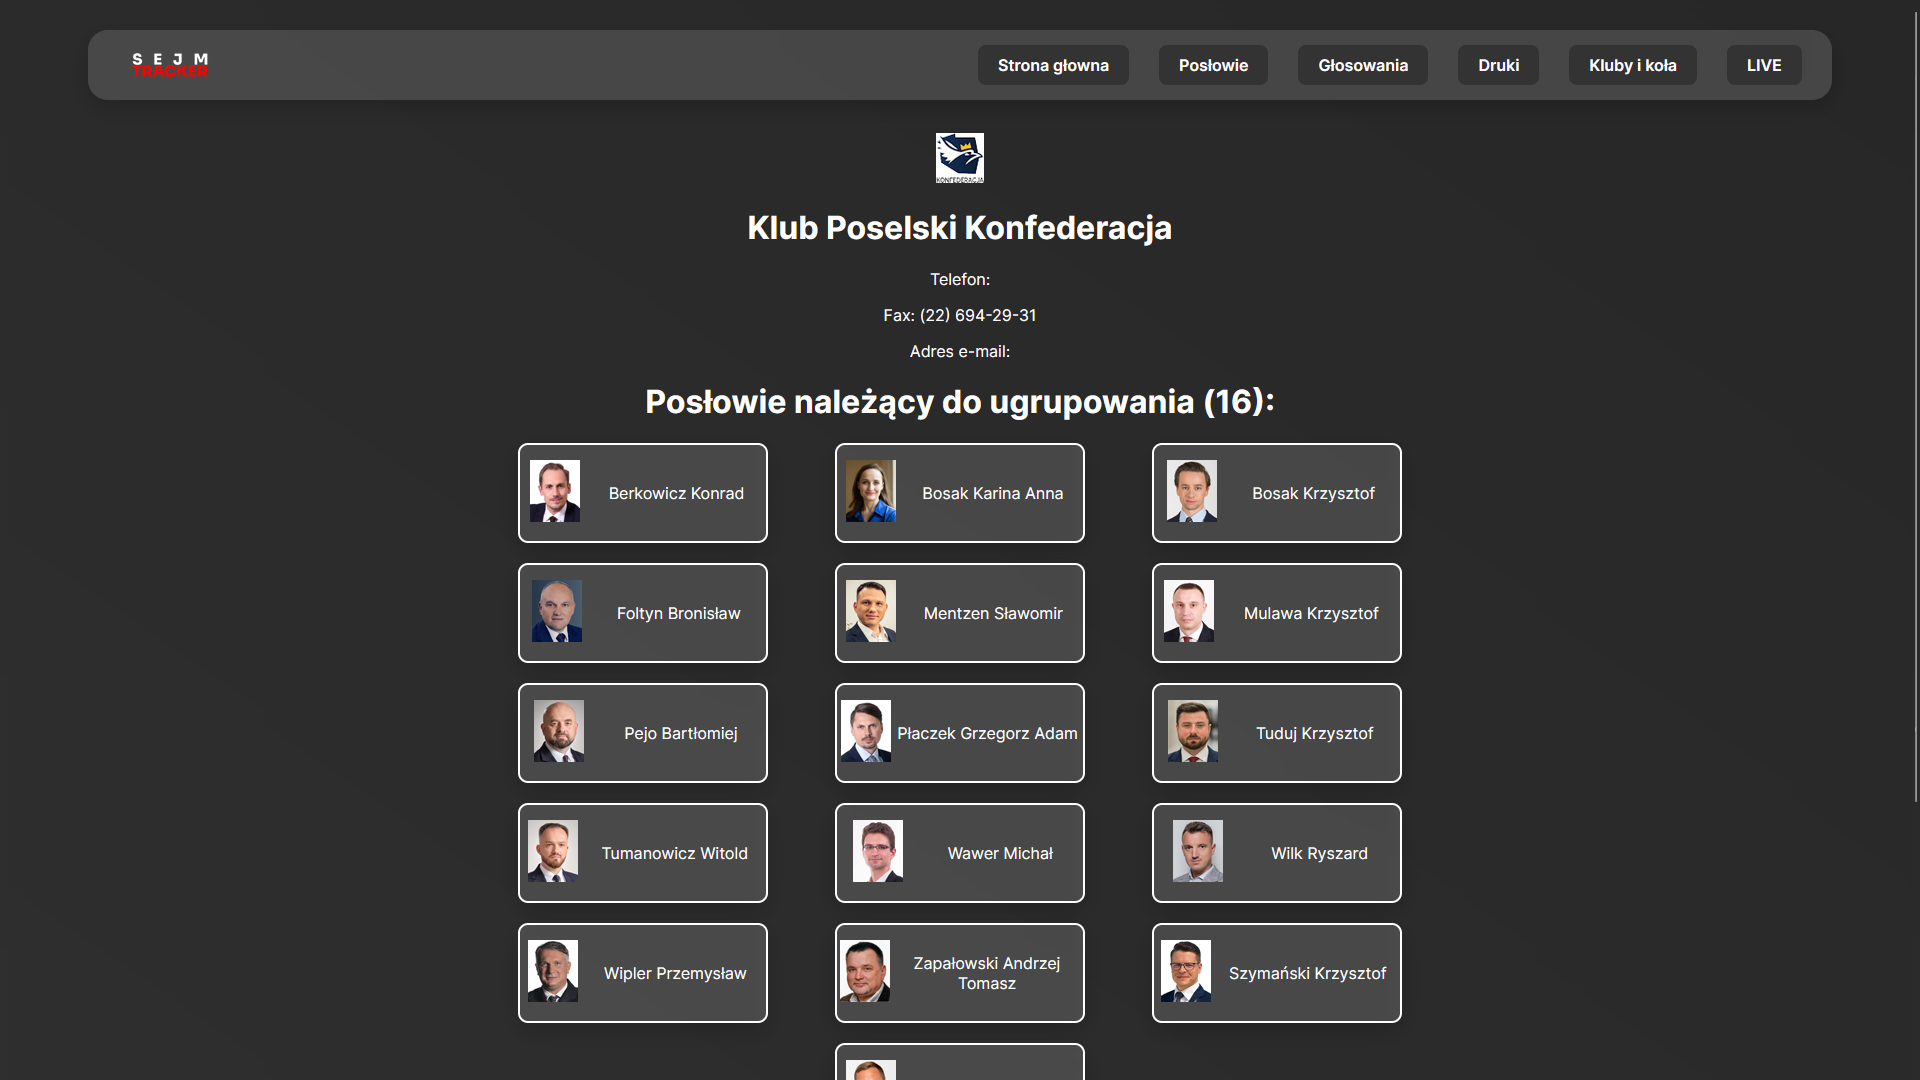 SEJM
TRACKER
Strona głowna
Posłowie
Głosowania
Druki
Kluby i koła
LIVE
KONFEDERACJA
Klub Poselski Konfederacja
Telefon:
Fax: (22) 694-29-31
Adres e-mail:
Posłowie należący do ugrupowania (16):
Berkowicz Konrad
Bosak Karina Anna
Bosak Krzysztof
Foltyn Bronisław
Mentzen Sławomir
Mulawa Krzysztof
Pejo Bartłomiej
Płaczek Grzegorz Adam
Tuduj Krzysztof
Tumanowicz Witold
Wawer Michał
Wilk Ryszard
Wipler Przemysław
Zapałowski Andrzej
Tomasz
Szymański Krzysztof